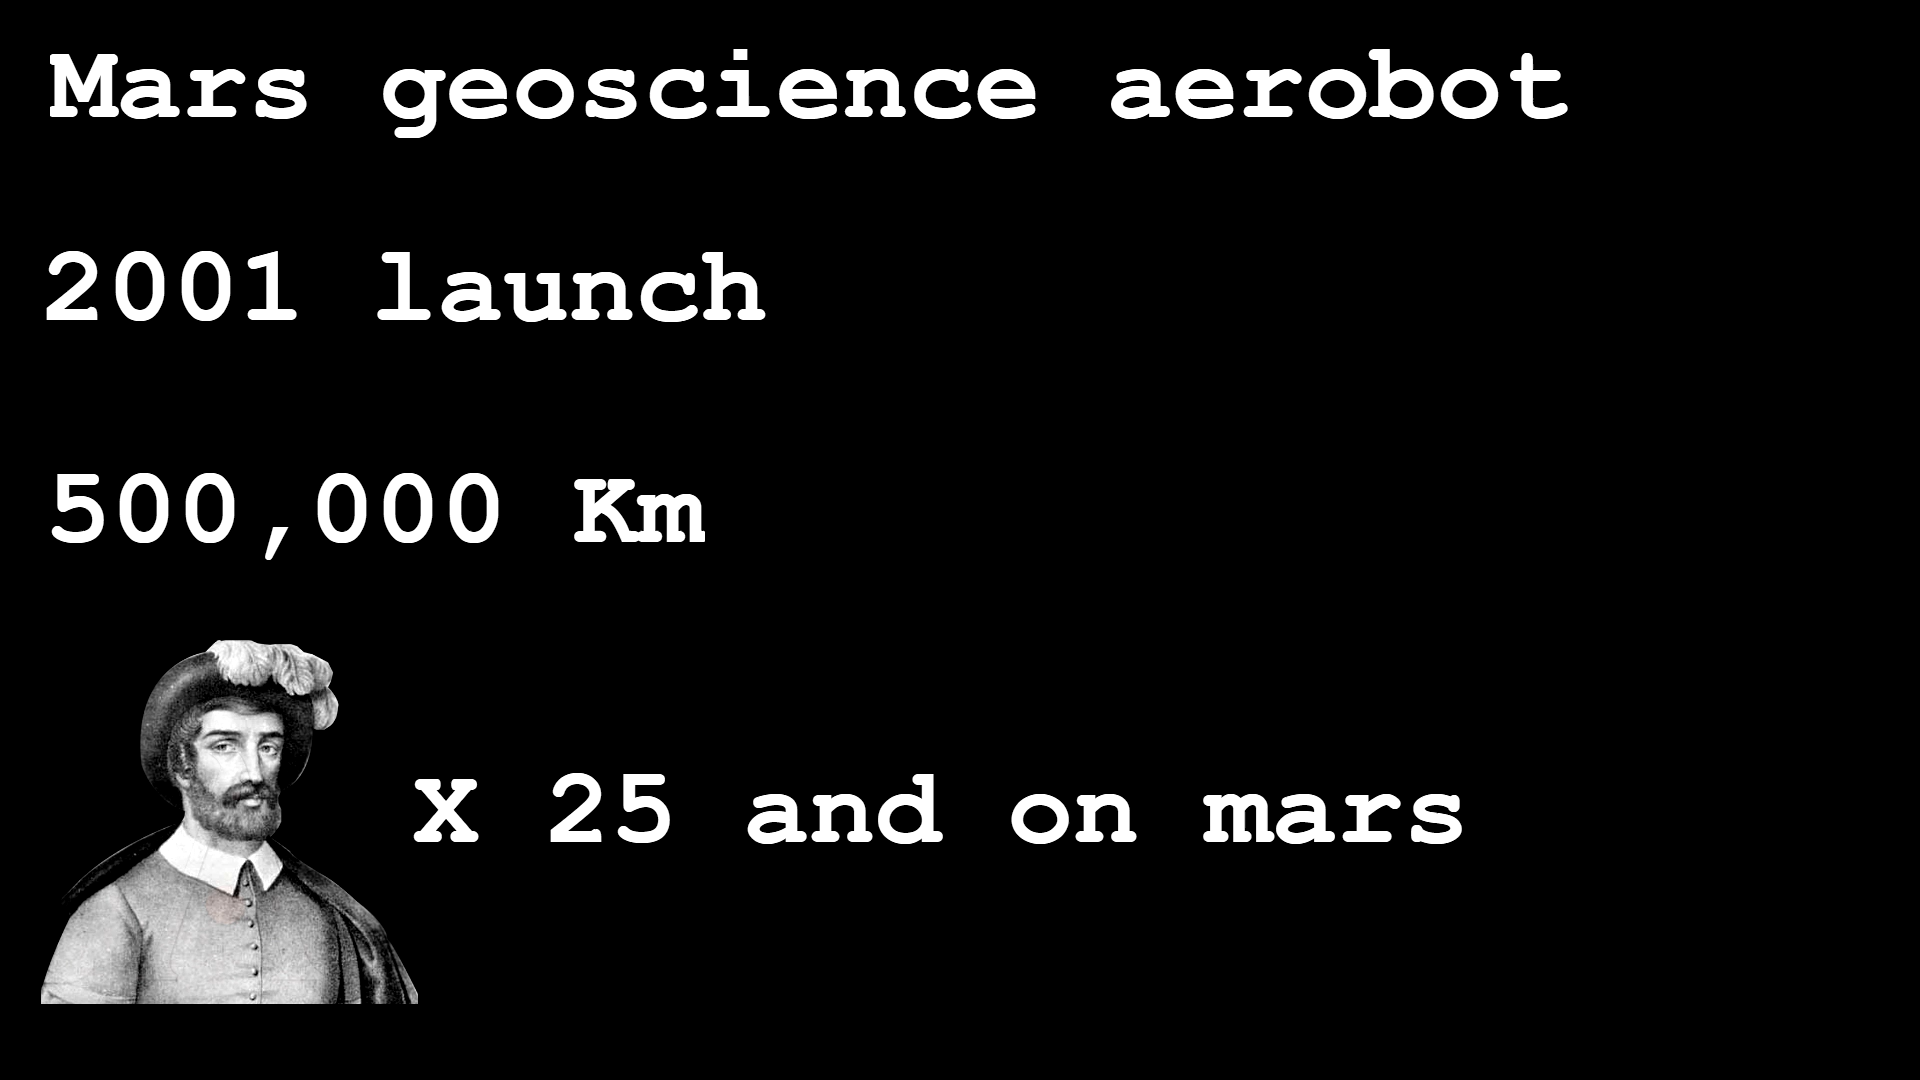 Mars geoscience aerobot
2001 launch
500,000 Km
X 25 and on mars